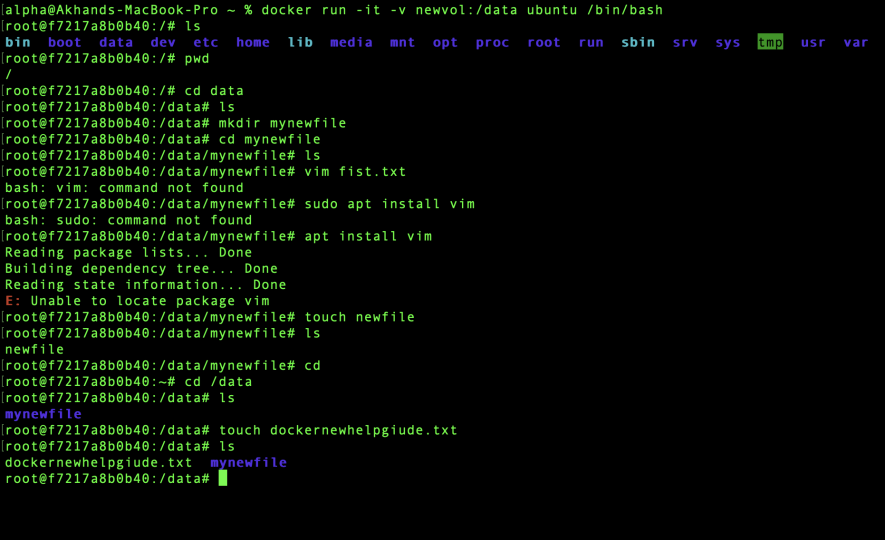 alpha@Akhands-MacBook-Pro ~ % docker run -it -v newvol:/data ubuntu /bin/bash
[root@f7217a8b0b40:/# ls
bin boot data dev etc home lib media mnt opt proc root run sbin srv sys tmp usr var
[root@f7217a8b0b40:/# pwd
/
[root@f7217a8b0b40:/# cd data
[root@f7217a8b0b40:/data# ls
[root@f7217a8b0b40:/data# mkdir mynewfile
[root@f7217a8b0b40:/data# cd mynewfile
[root@f7217a8b0b40:/data/mynewfile# ls
[root@f7217a8b0b40:/data/mynewfile# vim fist.txt
bash: vim: command not found
[root@f7217a8b0b40:/data/mynewfile# sudo apt install vim
bash: sudo: command not found
[root@f7217a8b0b40:/data/mynewfile# apt install vim
Reading package lists... Done
Building dependency tree... Done
Reading state information... Done
E: Unable to locate package vim
[root@f7217a8b0b40:/data/mynewfile# touch newfile
[root@f7217a8b0b40:/data/mynewfile# ls
newfile
[root@f7217a8b0b40:/data/mynewfile# cd
[root@f7217a8b0b40:~# cd /data
[root@f7217a8b0b40:/data# ls
mynewfile
[root@f7217a8b0b40:/data# touch dockernewhelpgiude.txt
[root@f7217a8b0b40:/data# ls
dockernewhelpgiude.txt mynewfile
root@f7217a8b0b40:/data#